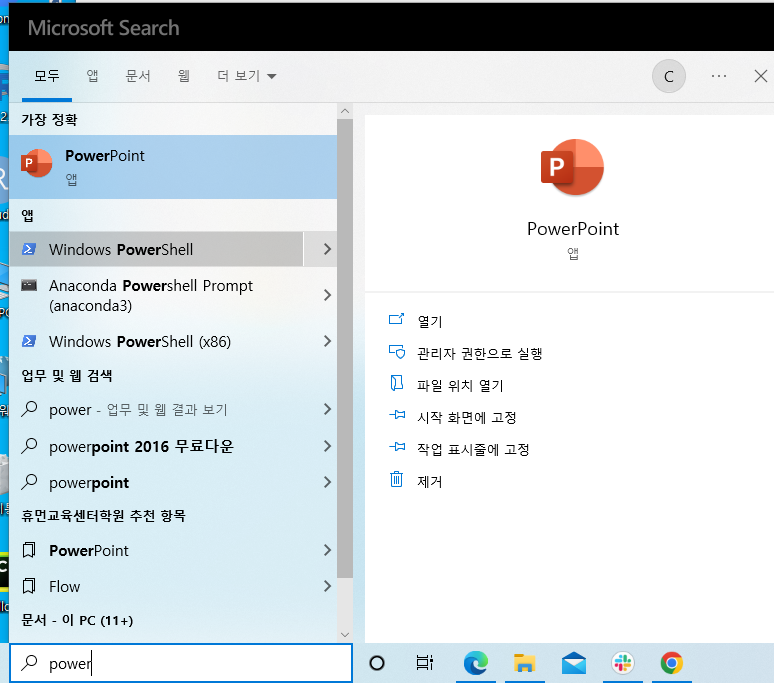 Microsoft Search
모두 앱 문서 웹 더 보기
C
가장 정확
PowerPoint
앱
앱
Windows PowerShell
Anaconda Powershell Prompt
(anaconda3)
Windows PowerShell (x86)
업무 및 웹 검색
power - 업무 및 웹 결과 보기
powerpoint 2016 무료다운
powerpoint
휴먼교육센터학원 추천 항목
PowerPoint
Flow
문서 - 이 PC (11+)
power
P
PowerPoint
앱
열기
관리자 권한으로 실행
파일 위치 열기
시작 화면에 고정
작업 표시줄에 고정
제거